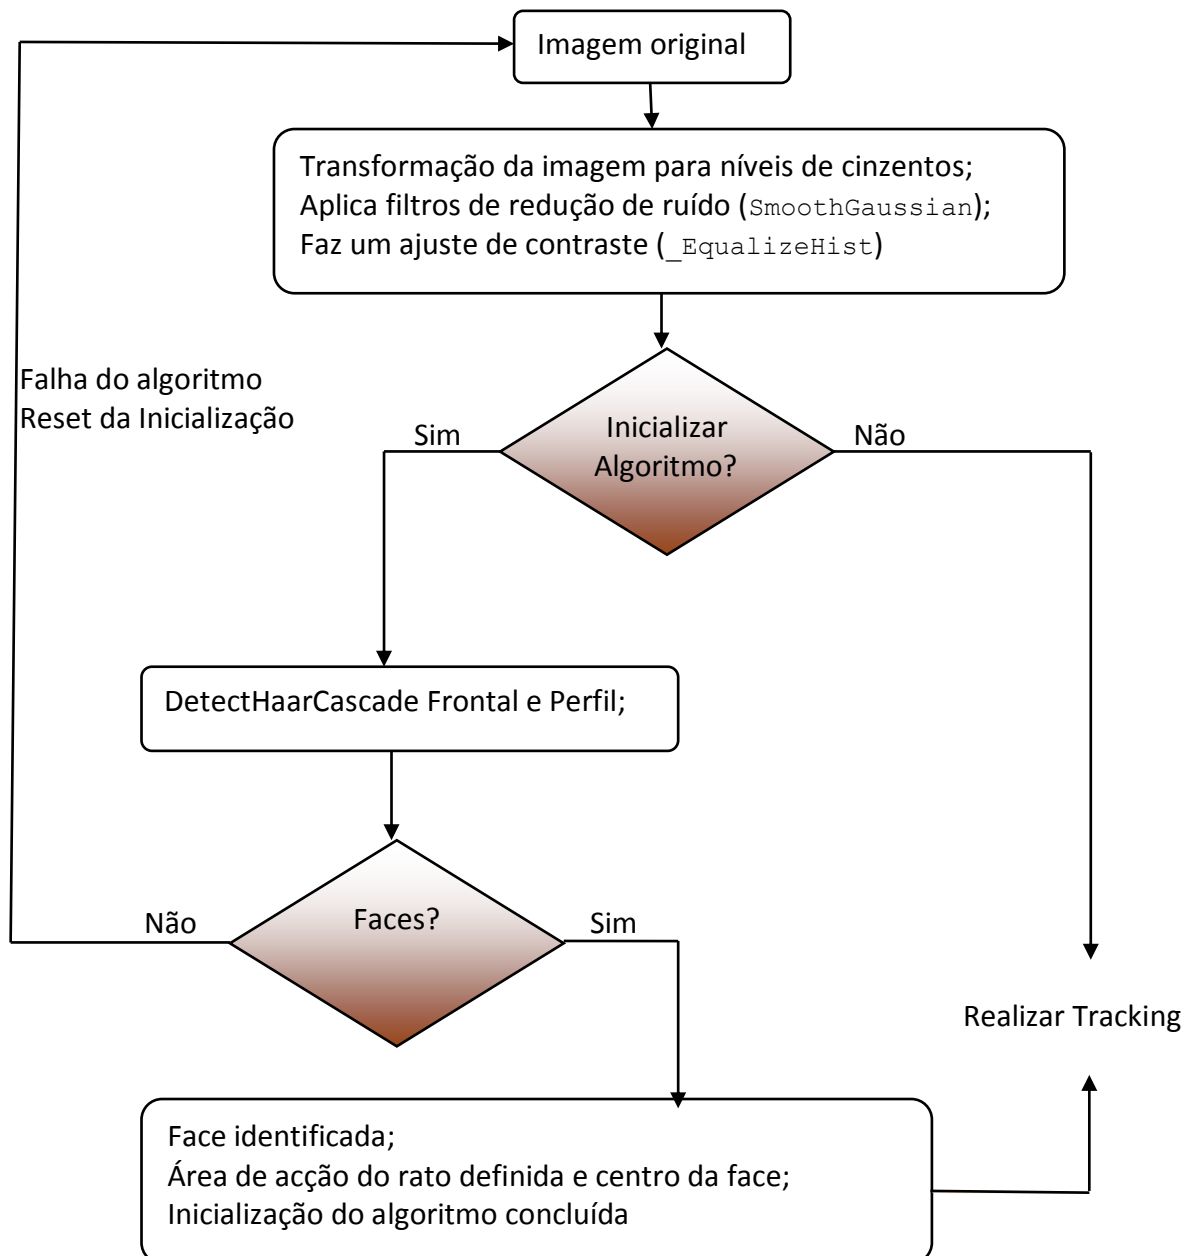 Imagem original
Transformação da imagem para níveis de cinzentos;
Aplica filtros de redução de ruído (SmoothGaussian);
Faz um ajuste de contraste (_EqualizeHist)
Falha do algoritmo
Reset da Inicialização
Sim
Inicializar
Algoritmo?
Não
DetectHaarCascade Frontal e Perfil;
Não
Faces?
Sim
Realizar Tracking
Face identificada;
Área de acção do rato definida e centro da face;
Inicialização do algoritmo concluída